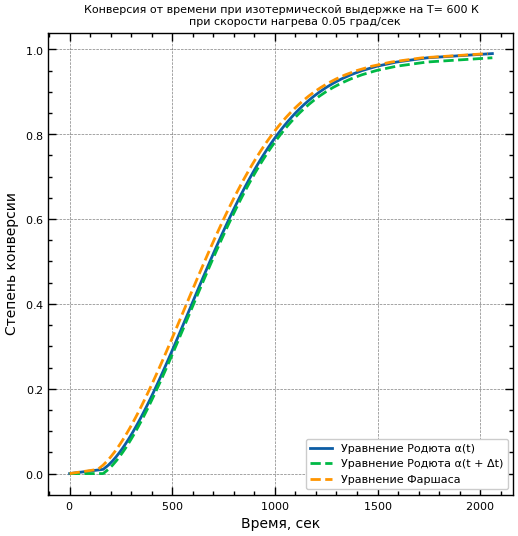 Конверсия от времени при изотермической выдержке на Т= 600 К
при скорости нагрева 0.05 град/сек
1.0
0.8
0.6
0.4
0.2
0.0
Степень конверсии
Уравнение Родюта α(t)
Уравнение Родюта α(t + Δt)
Уравнение Фаршаса
0
500
1000
1500
2000
Время, сек